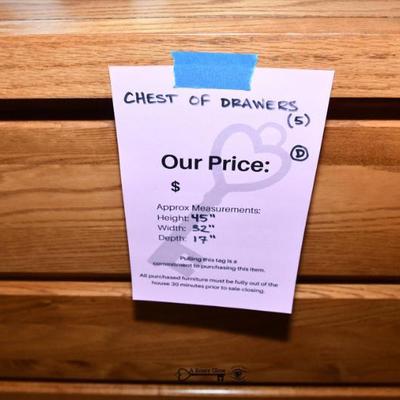 CHEST OF DRAWERS
(5)
D
Our Price:
$
Approx Measurements:
Height: 45"
Width: 32"
Depth: 17"
Pulling this tag is a
commitment to purchasing this item.
All purchased furniture must be fully out of the
house 30 minutes prior to sale closing.